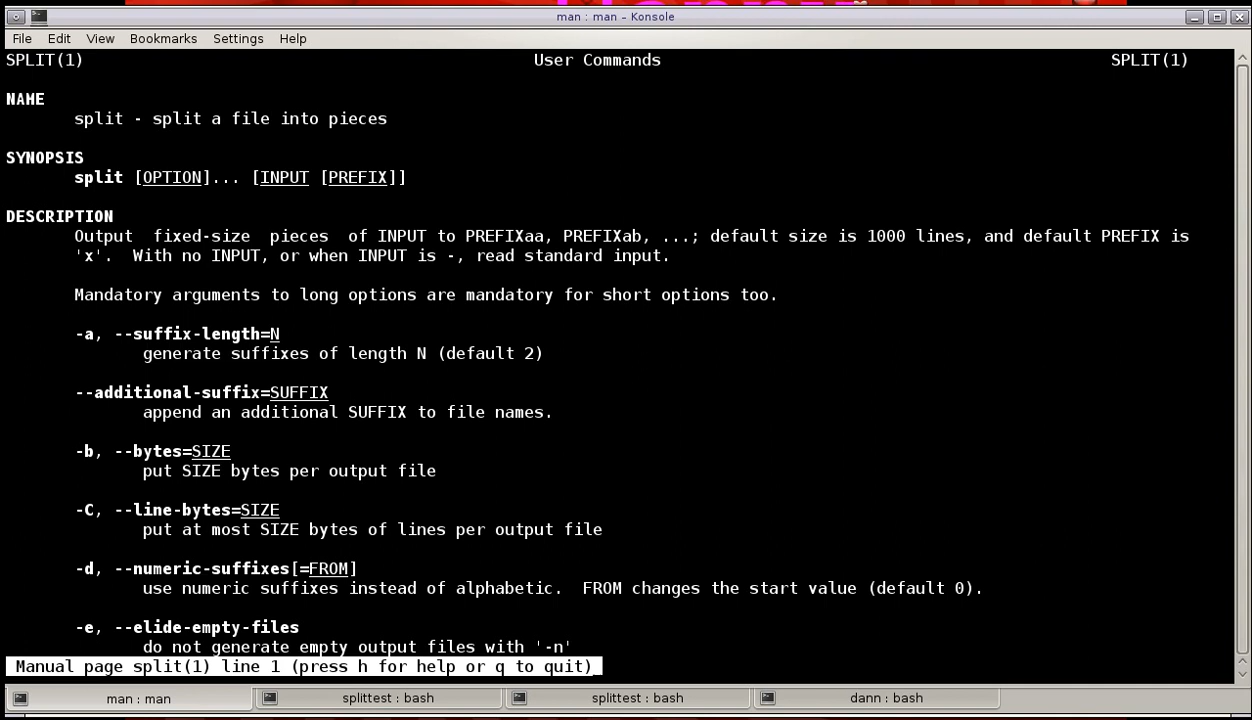 man : man – Konsole
File Edit View Bookmarks Settings Help
SPLIT(1) User Commands SPLIT(1)
NAME
split - split a file into pieces
SYNOPSIS
split [OPTION]... [INPUT [PREFIX]]
DESCRIPTION
Output fixed-size pieces of INPUT to PREFIXaa, PREFIXab, ...; default size is 1000 lines, and default PREFIX is
'x'. With no INPUT, or when INPUT is -, read standard input.
Mandatory arguments to long options are mandatory for short options too.
-a, --suffix-length=N
generate suffixes of length N (default 2)
--additional-suffix=SUFFIX
append an additional SUFFIX to file names.
-b, --bytes=SIZE
put SIZE bytes per output file
-C, --line-bytes=SIZE
put at most SIZE bytes of lines per output file
-d, --numeric-suffixes[=FROM]
use numeric suffixes instead of alphabetic. FROM changes the start value (default 0).
-e, --elide-empty-files
do not generate empty output files with '-n'
Manual page split(1) line 1 (press h for help or q to quit)
man : man splittest : bash splittest : bash dann : bash